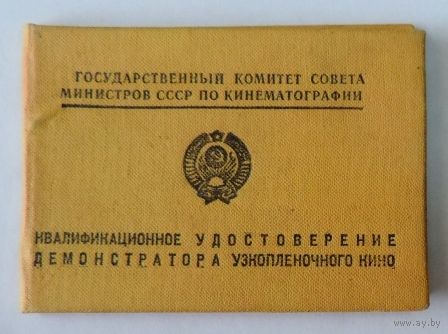 ГОСУДАРСТВЕННЫЙ КОМИТЕТ СОВЕТА
МИНИСТРОВ СССР ПО КИНЕМАТОГРАФИИ
КВАЛИФИКАЦИОННОЕ УДОСТОВЕРЕНИЕ
ДЕМОНСТРАТОРА УЗКОПЛЕНОЧНОГО КИНО
www.ay.by